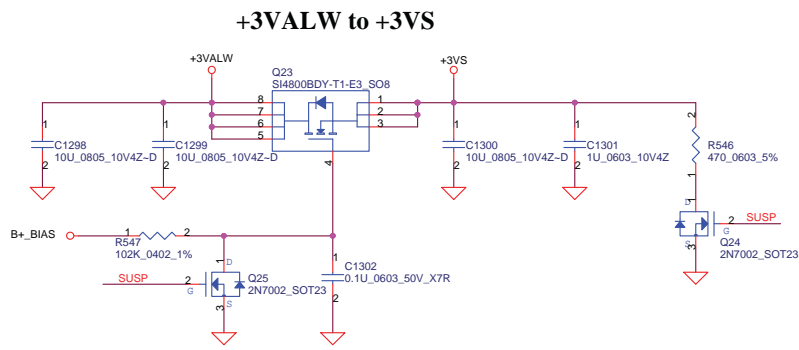 +3VALW to +3VS
+3VALW
+3VS
Q23
SI4800BDY-T1-E3_SO8
8
7
6
5
1
2
3
4
1
2
C1298
10U_0805_10V4Z~D
1
2
C1299
10U_0805_10V4Z~D
1
2
C1300
10U_0805_10V4Z~D
1
2
C1301
1U_0603_10V4Z
2
1
R546
470_0603_5%
B+_BIAS
1
2
R547
102K_0402_1%
SUSP
2
G
1
D
3
S
Q25
2N7002_SOT23
1
2
C1302
0.1U_0603_50V_X7R
1
D
3
S
2
G
SUSP
Q24
2N7002_SOT23